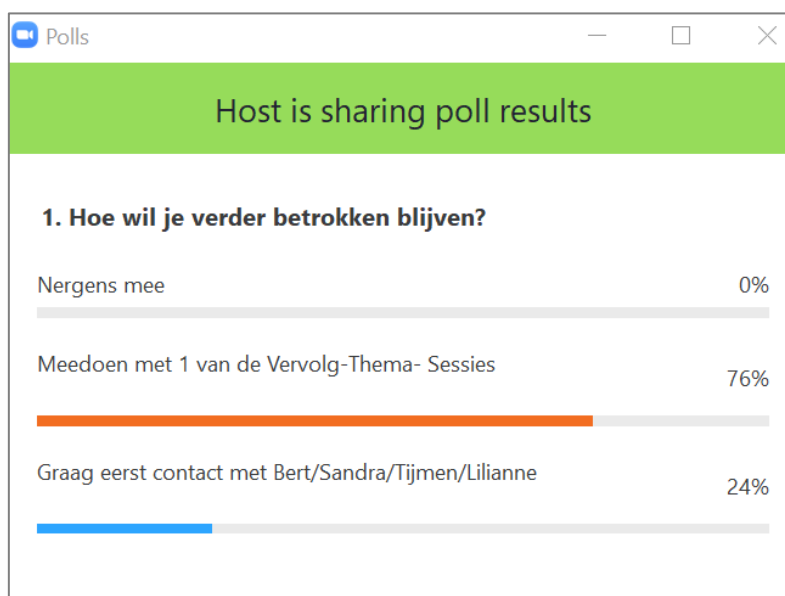 Polls
Host is sharing poll results
1. Hoe wil je verder betrokken blijven?
Nergens mee 0%
Meedoen met 1 van de Vervolg-Thema- Sessies 76%
Graag eerst contact met Bert/Sandra/Tijmen/Lilianne 24%